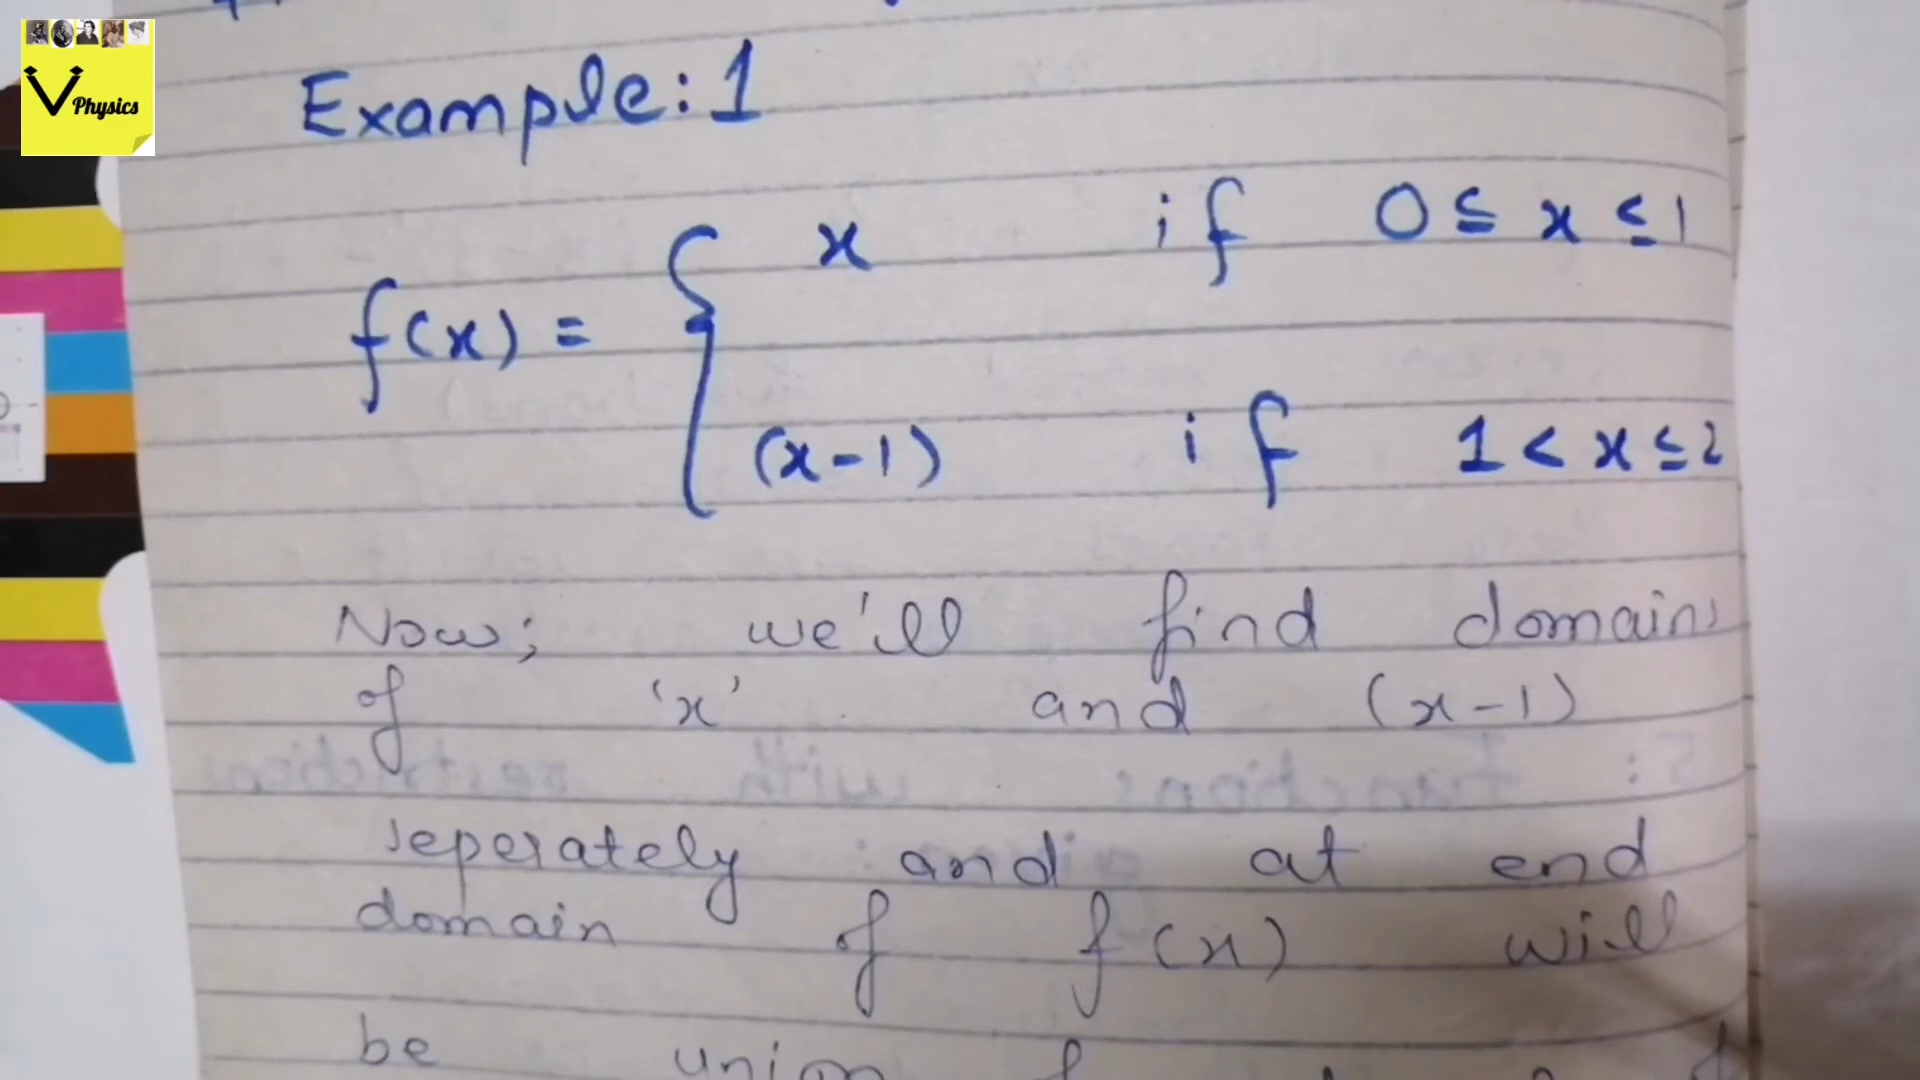 V Physics
Example: 1
f(x) = { x if 0 ≤ x ≤ 1
(x-1) if 1 < x ≤ 2
Now; we'll find domains
of 'x' and (x-1)
seperately and at end
domain of f(x) will
be union